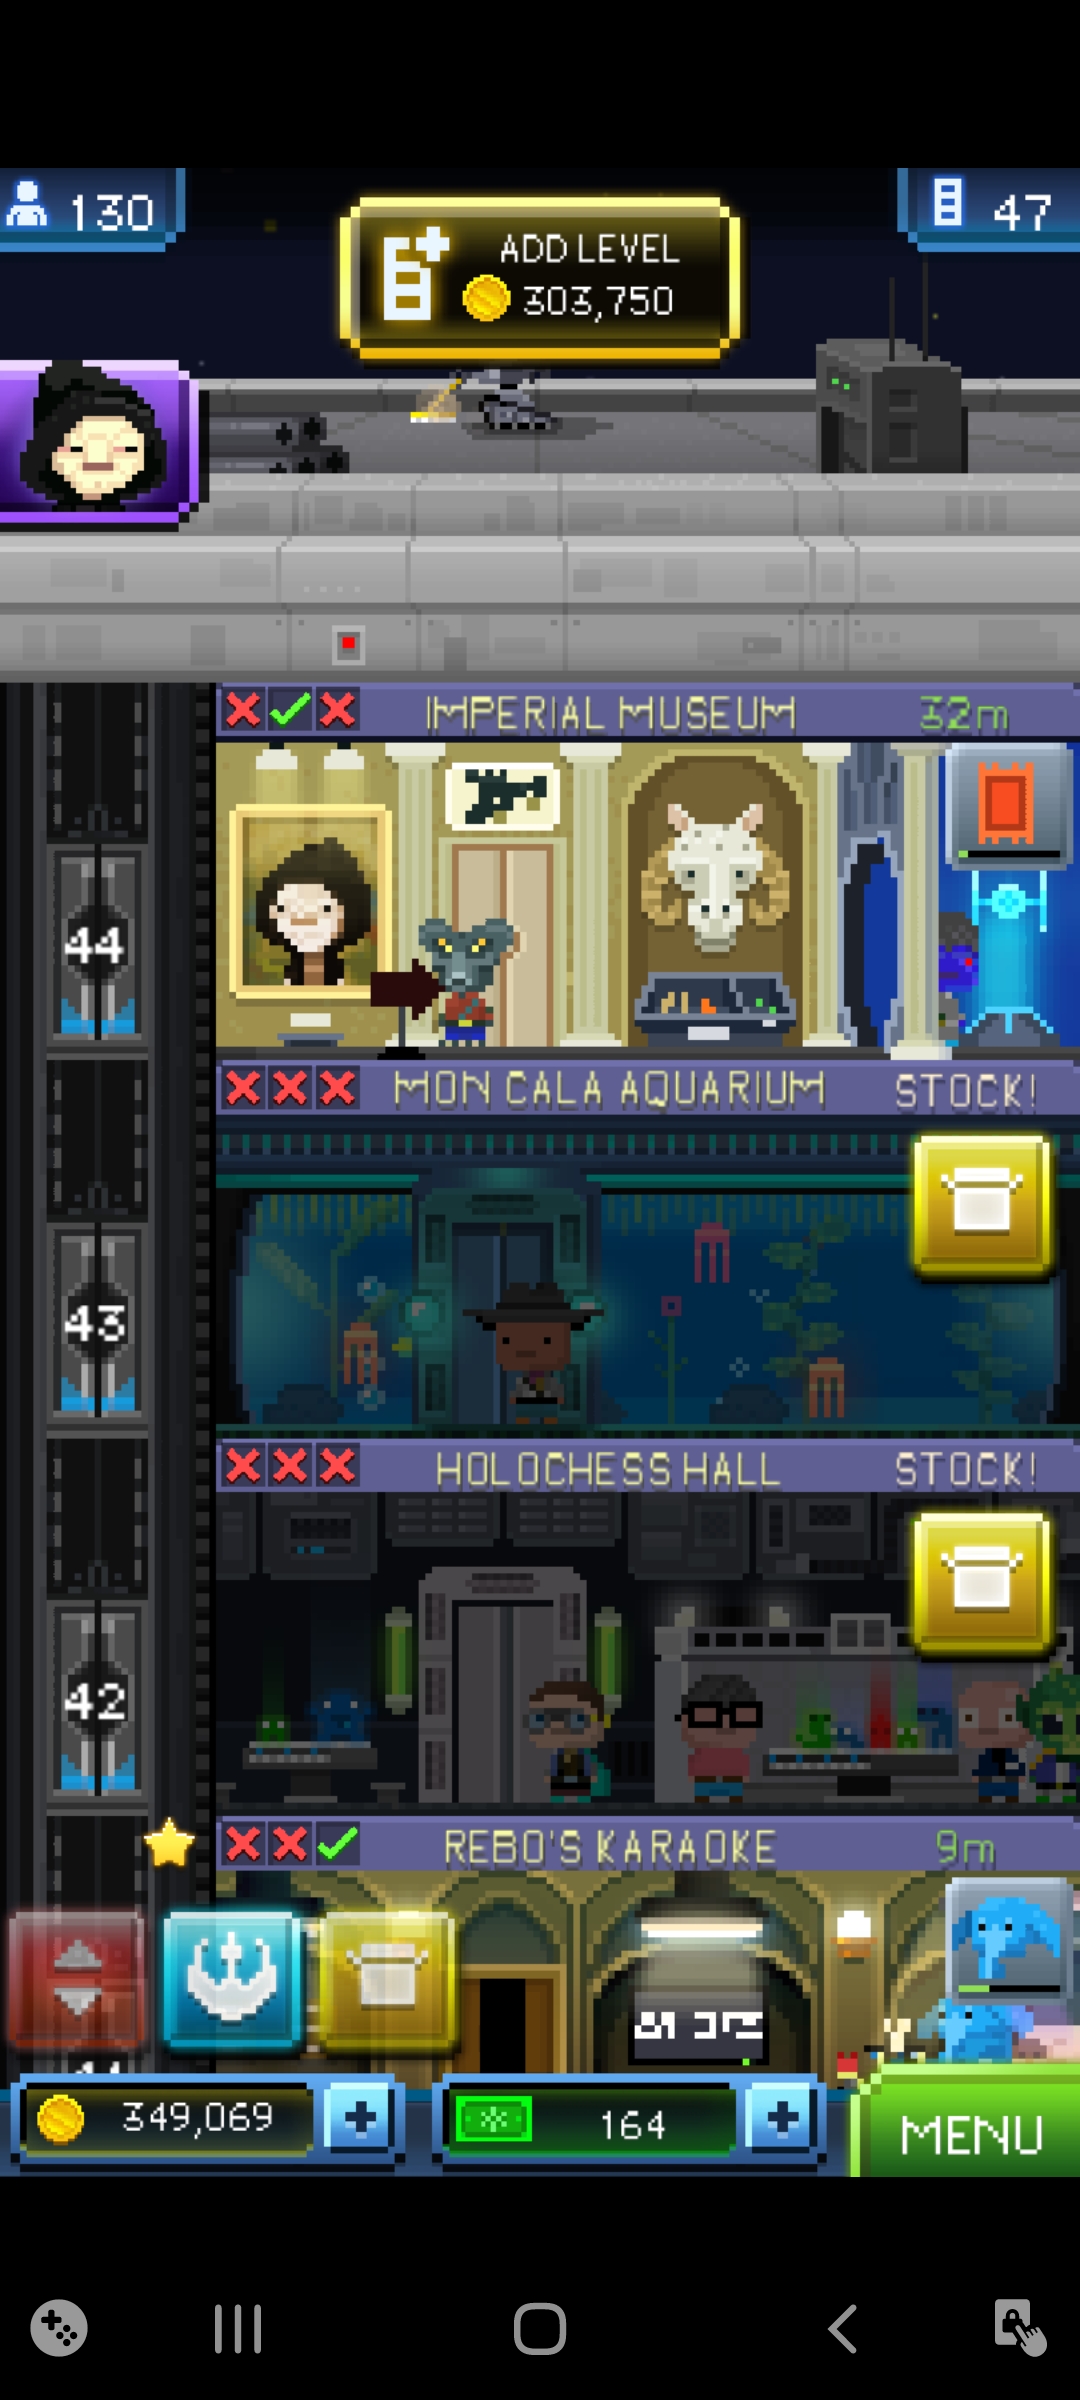 130
ADD LEVEL
303,750
47
IMPERIAL MUSEUM 32m
44
MON CALA AQUARIUM STOCK!
43
HOLOCHESS HALL STOCK!
42
REBO'S KARAOKE 9m
349,069
164
MENU